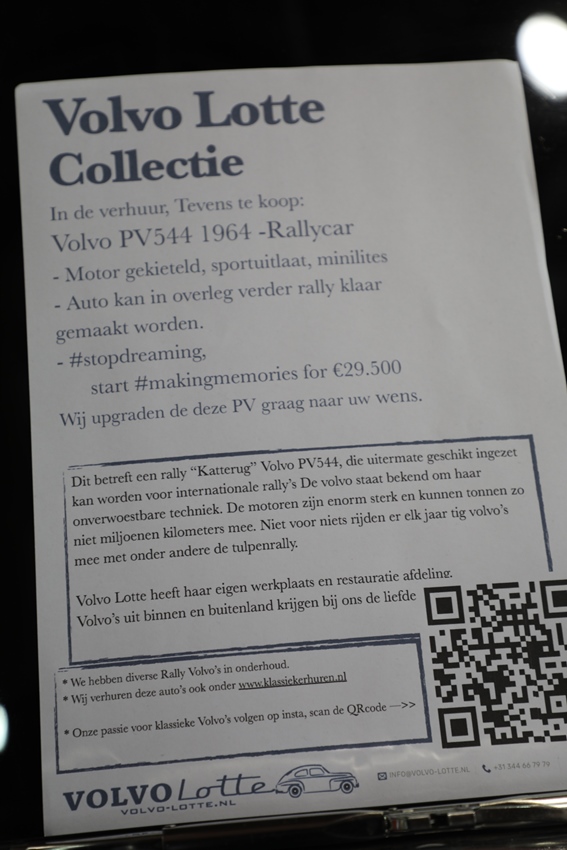 Volvo Lotte
Collectie
In de verhuur, Tevens te koop:
Volvo PV544 1964 -Rallycar
- Motor gekieteld, sportuitlaat, minilites
- Auto kan in overleg verder rally klaar
gemaakt worden.
- #stopdreaming,
start #makingmemories for €29.500
Wij upgraden de deze PV graag naar uw wens.
Dit betreft een rally “Katterug” Volvo PV544, die uitermate geschikt ingezet
kan worden voor internationale rally’s De volvo staat bekend om haar
onverwoestbare techniek. De motoren zijn enorm sterk en kunnen tonnen zo
niet miljoenen kilometers mee. Niet voor niets rijden er elk jaar tig volvo’s
mee met onder andere de tulpenrally.
Volvo Lotte heeft haar eigen werkplaats en restauratie afdeling.
Volvo’s uit binnen en buitenland krijgen bij ons de liefde
* We hebben diverse Rally Volvo’s in onderhoud.
* Wij verhuren deze auto’s ook onder www.klassiekerhuren.nl
* Onze passie voor klassieke Volvo’s volgen op insta, scan de QRcode —>>
VOLVO Lotte
VOLVO-LOTTE.NL
INFO@VOLVO-LOTTE.NL
+31 344 66 79 79